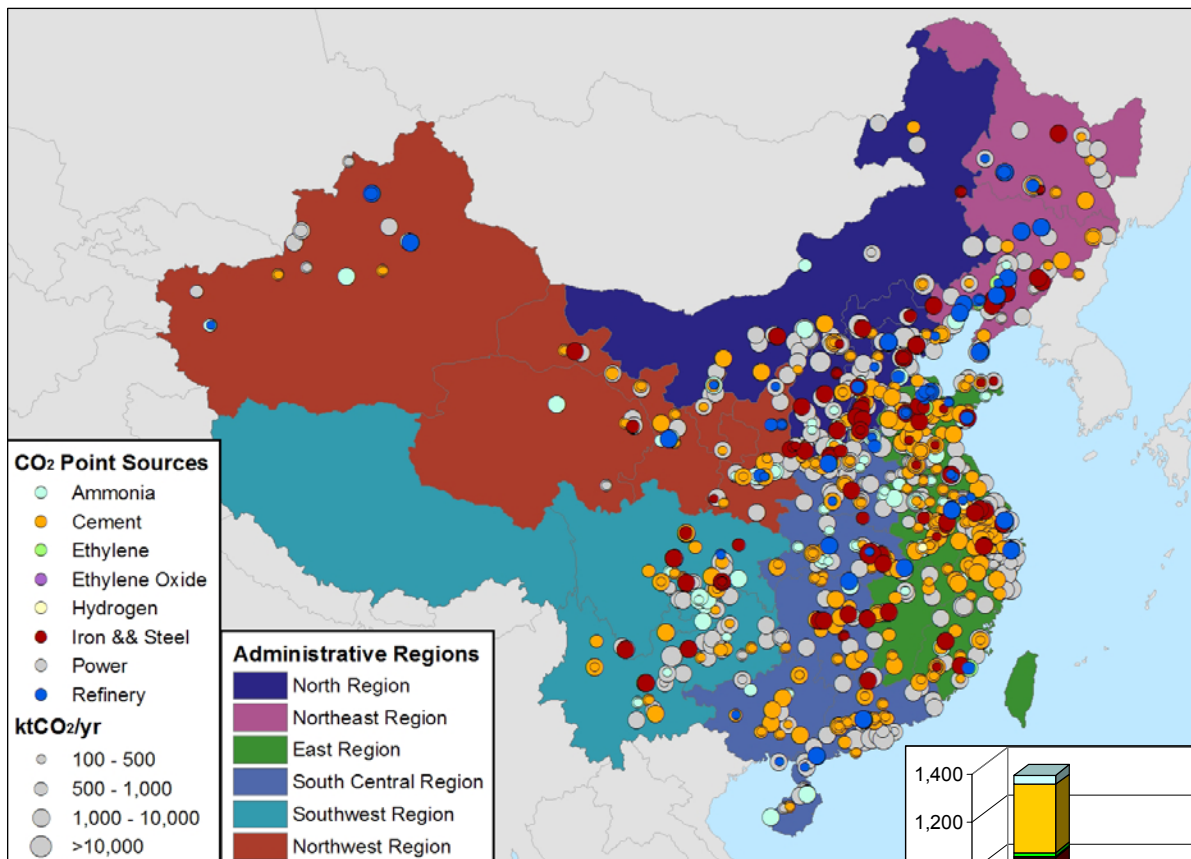 CO2 Point Sources
Ammonia
Cement
Ethylene
Ethylene Oxide
Hydrogen
Iron && Steel
Power
Refinery
ktCO2/yr
100 - 500
500 - 1,000
1,000 - 10,000
>10,000
Administrative Regions
North Region
Northeast Region
East Region
South Central Region
Southwest Region
Northwest Region
1,400
1,200